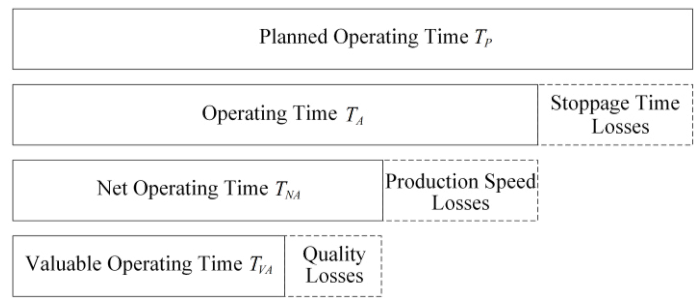 Planned Operating Time T_P
Operating Time T_A
Stoppage Time
Losses
Net Operating Time T_NA
Production Speed
Losses
Valuable Operating Time T_VA
Quality
Losses